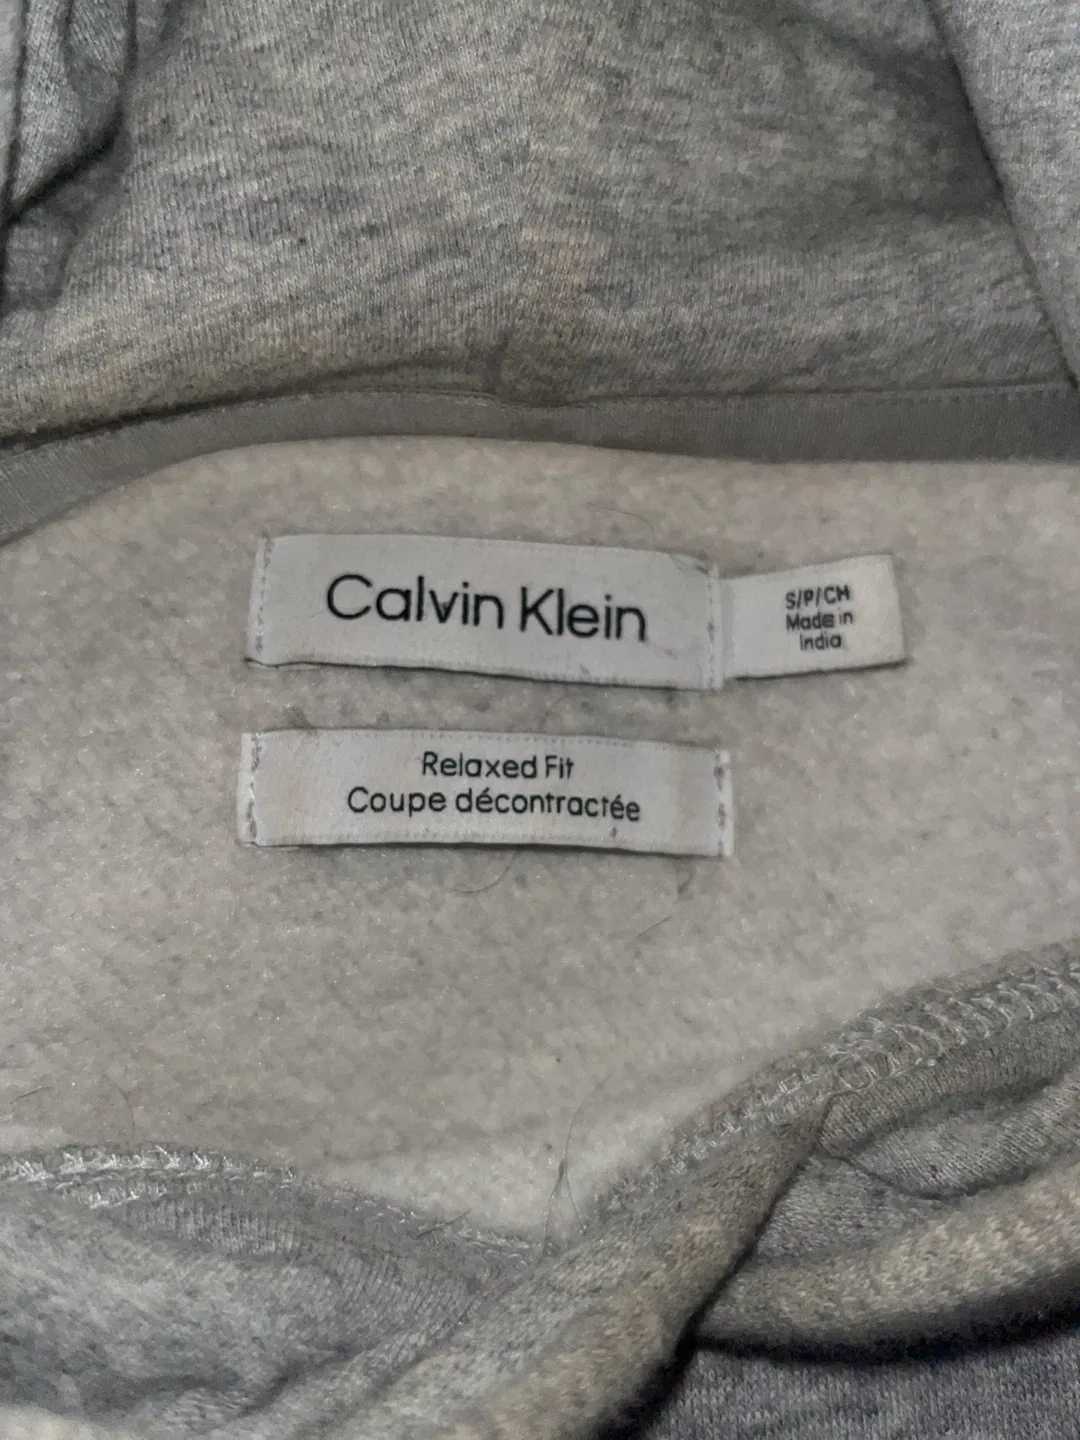 Calvin Klein
S/P/CH
Made in
India
Relaxed Fit
Coupe décontractée